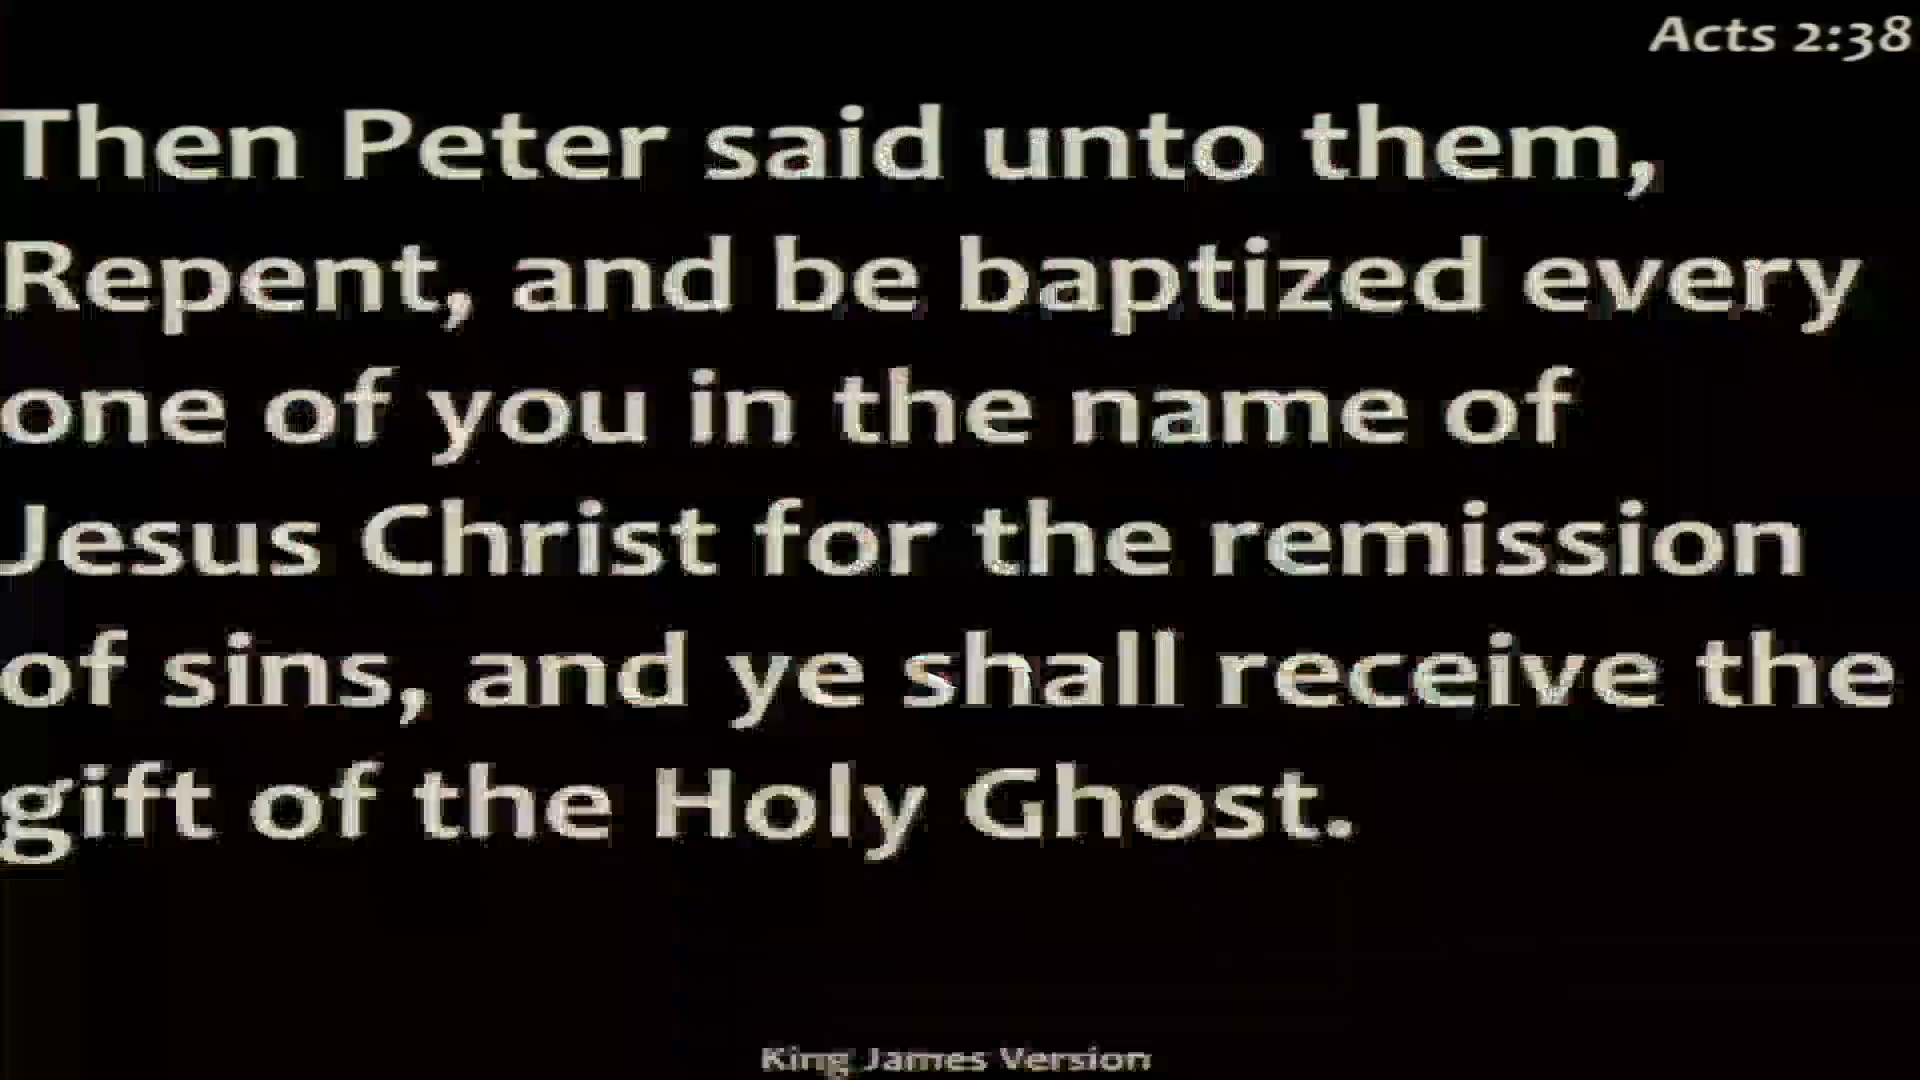 Acts 2:38
Then Peter said unto them,
Repent, and be baptized every
one of you in the name of
Jesus Christ for the remission
of sins, and ye shall receive the
gift of the Holy Ghost.
King James Version